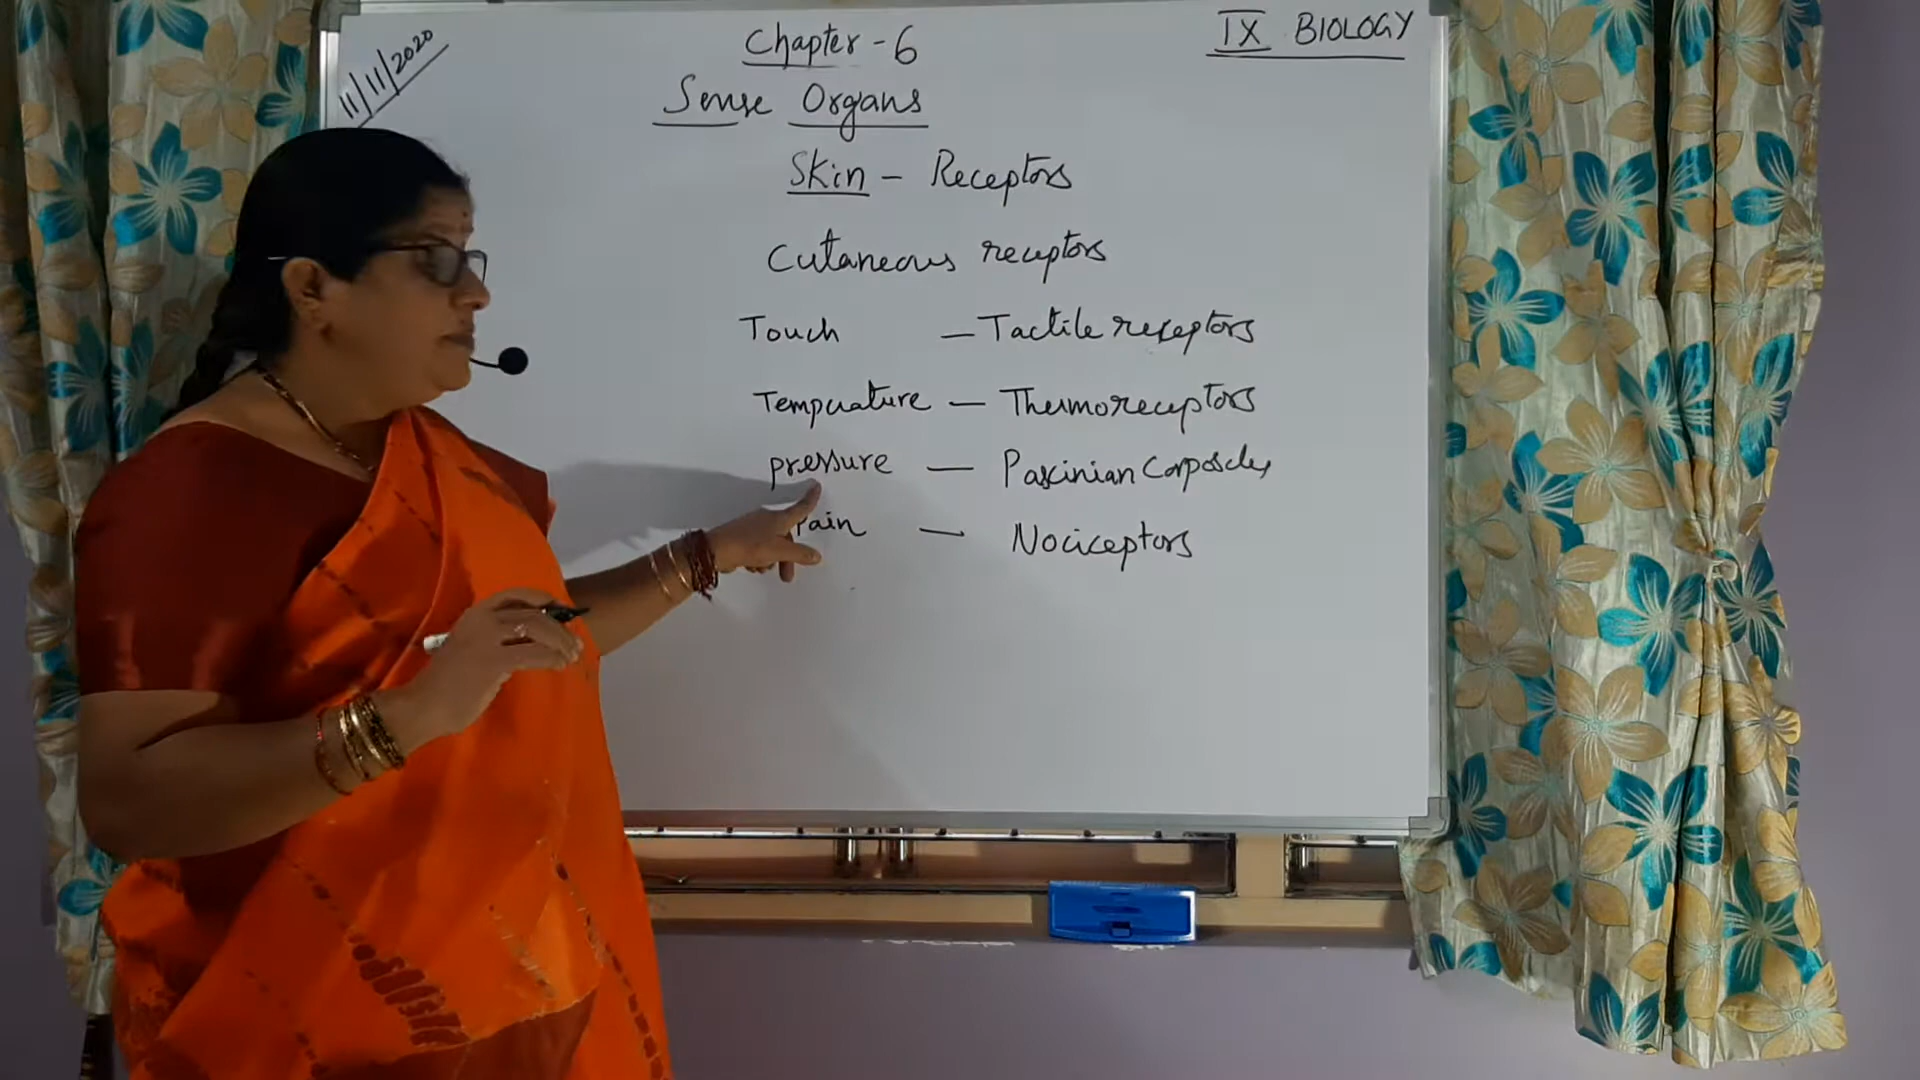 11/11/2020
Chapter - 6
IX BIOLOGY
Sense Organs
Skin - Receptors
Cutaneous receptors
Touch - Tactile receptors
Temperature - Thermoreceptors
pressure - Pascinian Corpuscles
Pain - Nociceptors